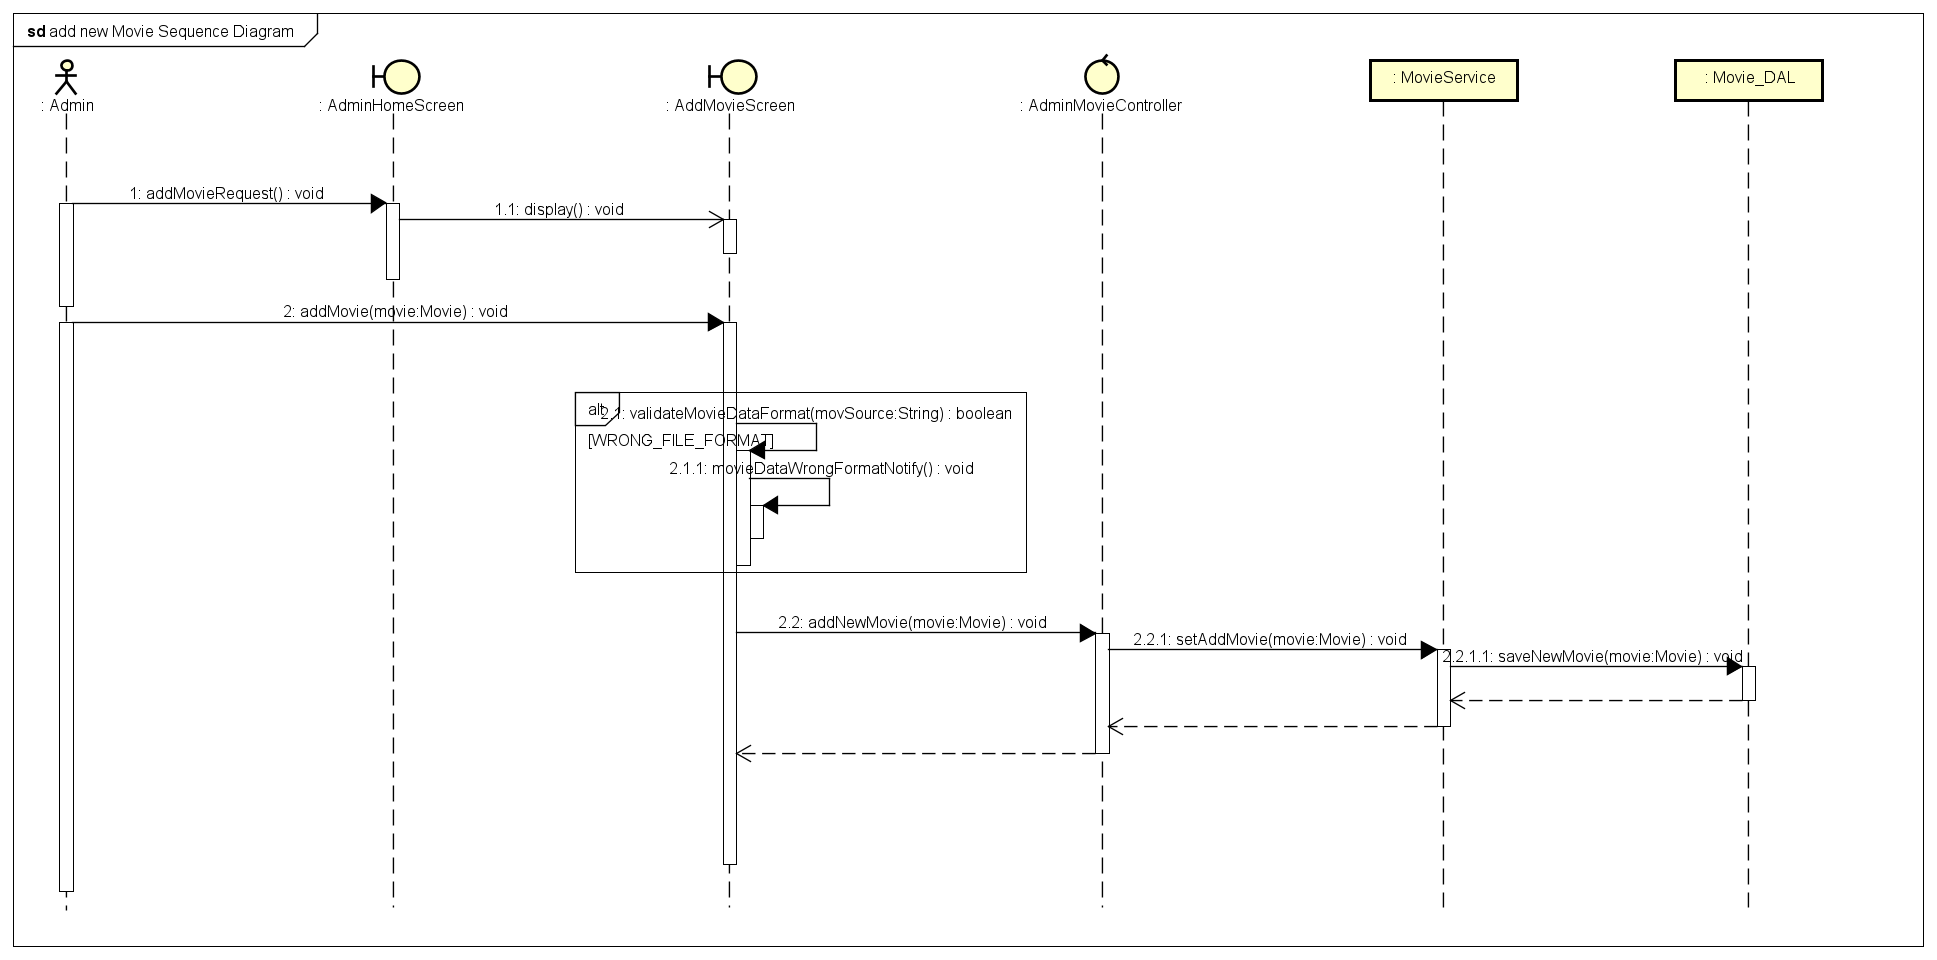 sd add new Movie Sequence Diagram
: Admin
: AdminHomeScreen
: AddMovieScreen
: AdminMovieController
: MovieService
: Movie_DAL
1: addMovieRequest() : void
1.1: display() : void
2: addMovie(movie:Movie) : void
alt
2.1: validateMovieDataFormat(movSource:String) : boolean
[WRONG_FILE_FORMAT]
2.1.1: movieDataWrongFormatNotify() : void
2.2: addNewMovie(movie:Movie) : void
2.2.1: setAddMovie(movie:Movie) : void
2.2.1.1: saveNewMovie(movie:Movie) : void